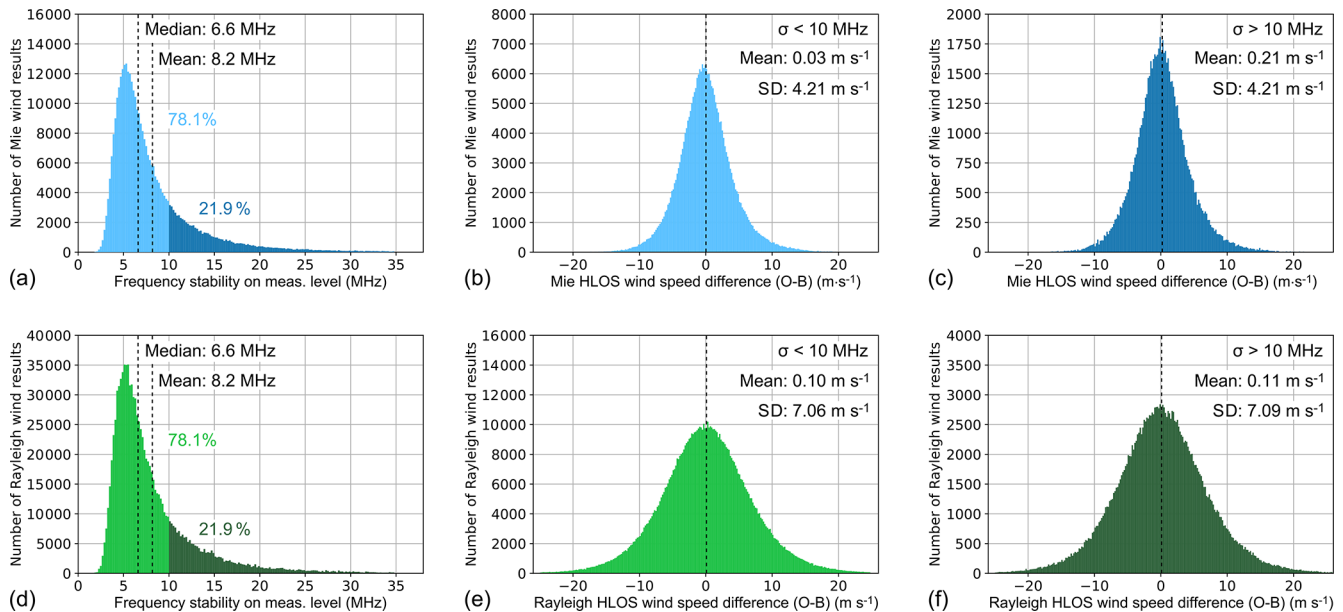 16000
14000
12000
10000
8000
6000
4000
2000
0
Number of Mie wind results
Median: 6.6 MHz
Mean: 8.2 MHz
78.1%
21.9 %
0 5 10 15 20 25 30 35
(a) Frequency stability on meas. level (MHz)
8000
7000
6000
5000
4000
3000
2000
1000
0
Number of Mie wind results
σ < 10 MHz
Mean: 0.03 m s⁻¹
SD: 4.21 m s⁻¹
−20 −10 0 10 20
(b) Mie HLOS wind speed difference (O-B) (m·s⁻¹)
2000
1750
1500
1250
1000
750
500
250
0
Number of Mie wind results
σ > 10 MHz
Mean: 0.21 m s⁻¹
SD: 4.21 m s⁻¹
−20 −10 0 10 20
(c) Mie HLOS wind speed difference (O-B) (m·s⁻¹)
40000
35000
30000
25000
20000
15000
10000
5000
0
Number of Rayleigh wind results
Median: 6.6 MHz
Mean: 8.2 MHz
78.1%
21.9 %
0 5 10 15 20 25 30 35
(d) Frequency stability on meas. level (MHz)
16000
14000
12000
10000
8000
6000
4000
2000
0
Number of Rayleigh wind results
σ < 10 MHz
Mean: 0.10 m s⁻¹
SD: 7.06 m s⁻¹
−20 −10 0 10 20
(e) Rayleigh HLOS wind speed difference (O-B) (m s⁻¹)
4000
3500
3000
2500
2000
1500
1000
500
0
Number of Rayleigh wind results
σ > 10 MHz
Mean: 0.11 m s⁻¹
SD: 7.09 m s⁻¹
−20 −10 0 10 20
(f) Rayleigh HLOS wind speed difference (O-B) (m s⁻¹)